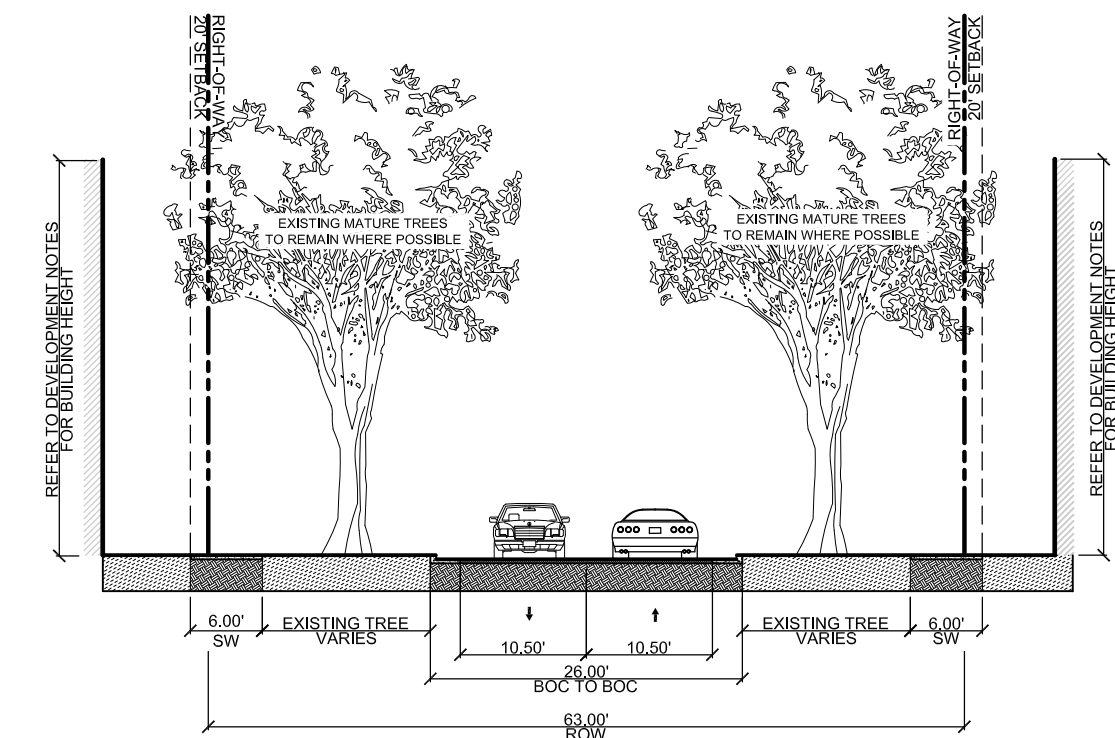 20' SETBACK
RIGHT-OF-WAY
RIGHT-OF-WAY
20' SETBACK
EXISTING MATURE TREES
TO REMAIN WHERE POSSIBLE
EXISTING MATURE TREES
TO REMAIN WHERE POSSIBLE
REFER TO DEVELOPMENT NOTES
FOR BUILDING HEIGHT
REFER TO DEVELOPMENT NOTES
FOR BUILDING HEIGHT
6.00'
SW
EXISTING TREE
VARIES
10.50'
10.50'
EXISTING TREE
VARIES
6.00'
SW
26.00'
BOC TO BOC
63.00'
ROW